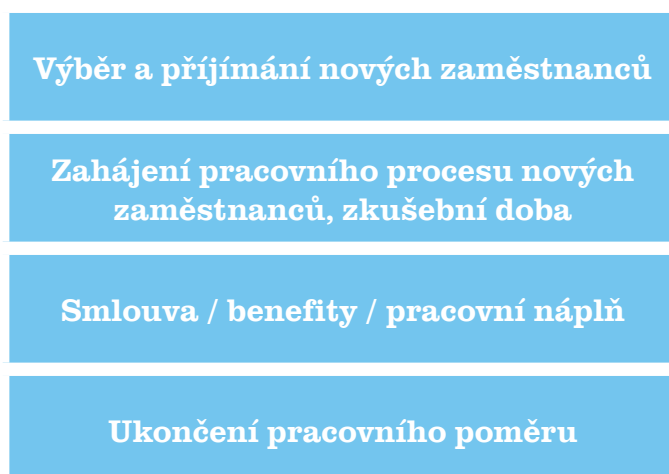 Výběr a příjímání nových zaměstnanců
Zahájení pracovního procesu nových
zaměstnanců, zkušební doba
Smlouva / benefity / pracovní náplň
Ukončení pracovního poměru